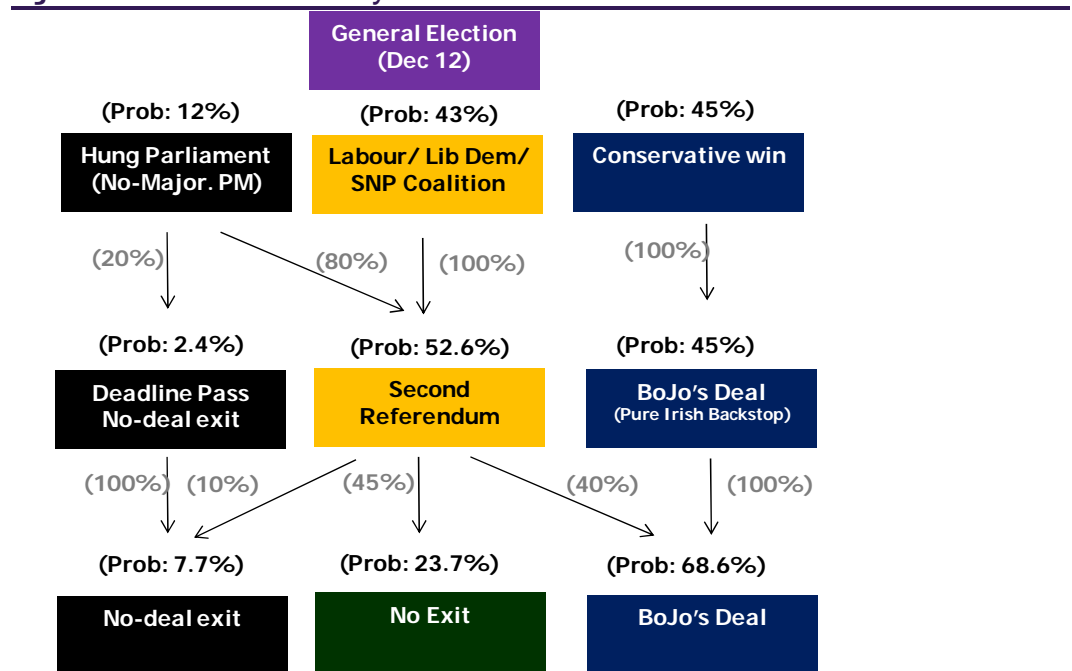 General Election
(Dec 12)
(Prob: 12%)
(Prob: 43%)
(Prob: 45%)
Hung Parliament
(No-Major. PM)
Labour/ Lib Dem/
SNP Coalition
Conservative win
(20%)
(80%)
(100%)
(100%)
(Prob: 2.4%)
(Prob: 52.6%)
(Prob: 45%)
Deadline Pass
No-deal exit
Second
Referendum
BoJo's Deal
(Pure Irish Backstop)
(100%)
(10%)
(45%)
(40%)
(100%)
(Prob: 7.7%)
(Prob: 23.7%)
(Prob: 68.6%)
No-deal exit
No Exit
BoJo's Deal